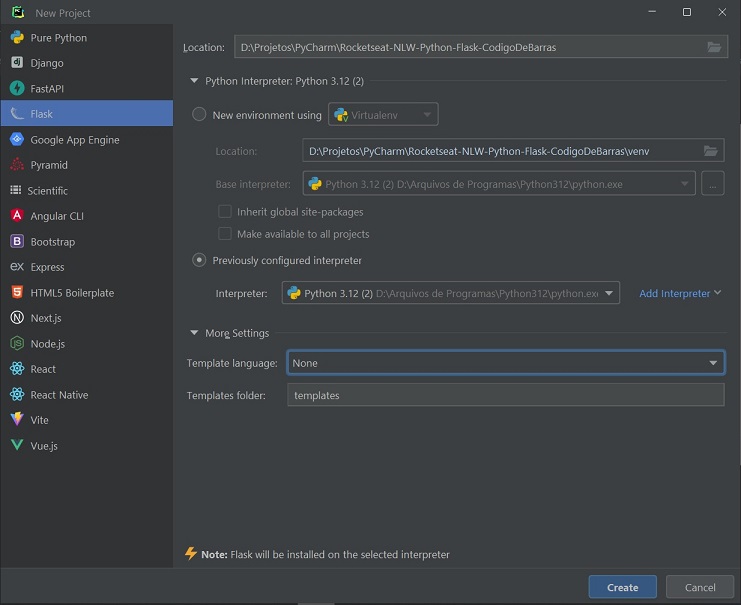 New Project
Pure Python
Django
FastAPI
Flask
Google App Engine
Pyramid
Scientific
Angular CLI
Bootstrap
Express
HTML5 Boilerplate
Next.js
Node.js
React
React Native
Vite
Vue.js
Location: D:\Projetos\PyCharm\Rocketseat-NLW-Python-Flask-CodigoDeBarras
Python Interpreter: Python 3.12 (2)
New environment using Virtualenv
Location: D:\Projetos\PyCharm\Rocketseat-NLW-Python-Flask-CodigoDeBarras\venv
Base interpreter: Python 3.12 (2) D:\Arquivos de Programas\Python312\python.exe ...
Inherit global site-packages
Make available to all projects
Previously configured interpreter
Interpreter: Python 3.12 (2) D:\Arquivos de Programas\Python312\python.ex Add Interpreter
More Settings
Template language: None
Templates folder: templates
Note: Flask will be installed on the selected interpreter
Create Cancel